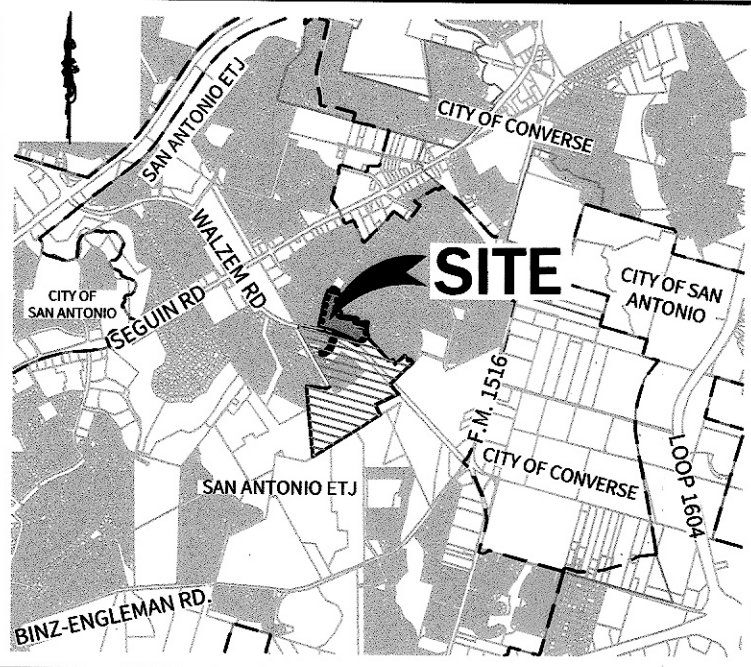 SAN ANTONIO ETJ
CITY OF CONVERSE
WALZEM RD
SITE
CITY OF SAN
ANTONIO
CITY OF
SAN ANTONIO
SEGUIN RD
F.M. 1516
SAN ANTONIO ETJ
CITY OF CONVERSE
LOOP 1604
BINZ-ENGLEMAN RD.